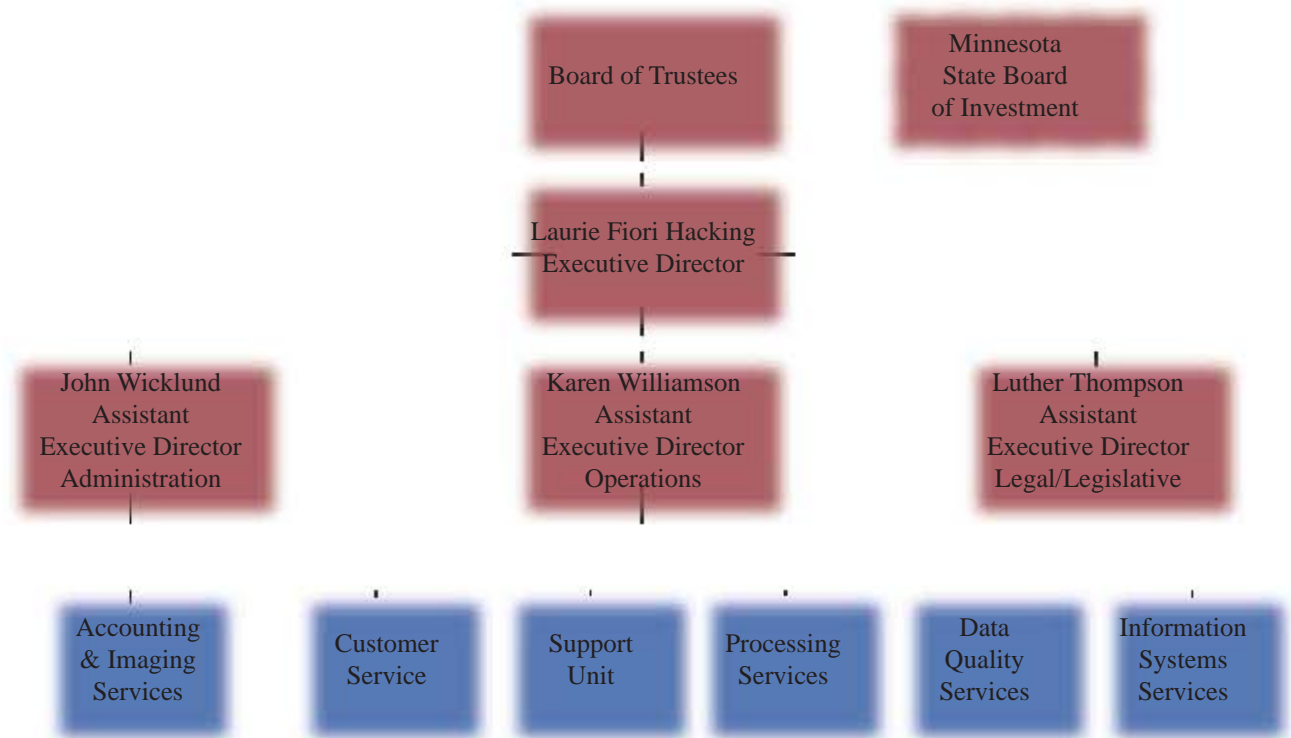 Board of Trustees
Minnesota
State Board
of Investment
Laurie Fiori Hacking
Executive Director
John Wicklund
Assistant
Executive Director
Administration
Karen Williamson
Assistant
Executive Director
Operations
Luther Thompson
Assistant
Executive Director
Legal/Legislative
Accounting
& Imaging
Services
Customer
Service
Support
Unit
Processing
Services
Data
Quality
Services
Information
Systems
Services